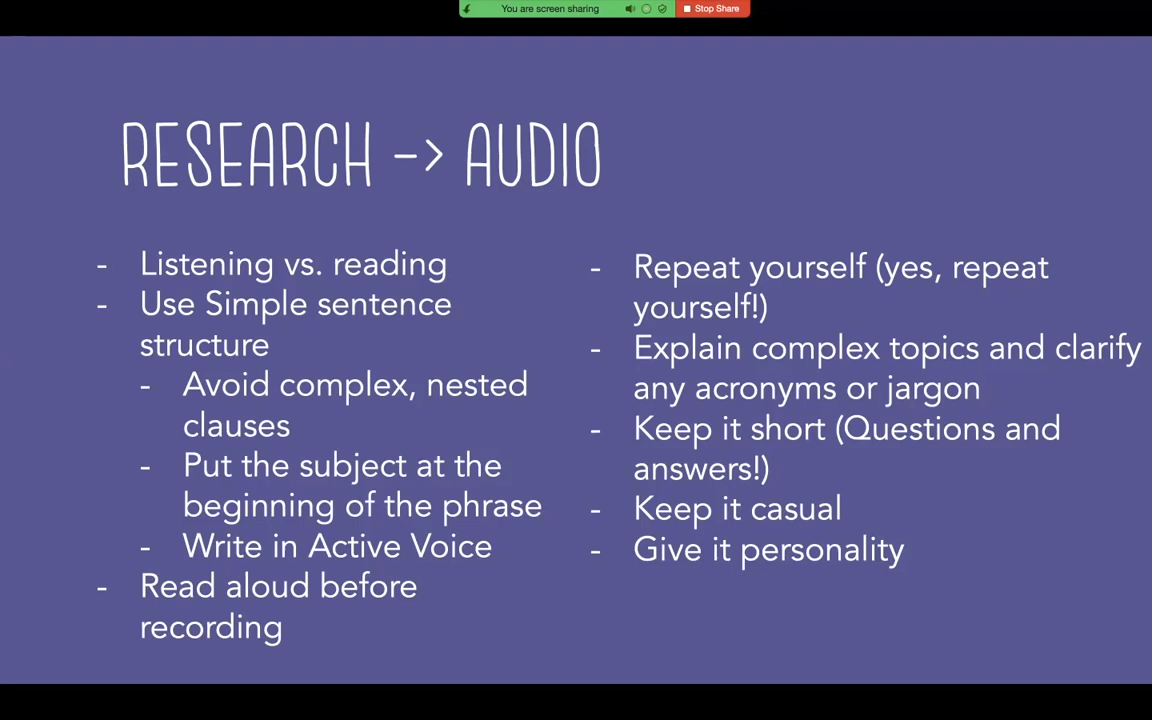 You are screen sharing
Stop Share
RESEARCH -> AUDIO
- Listening vs. reading
- Use Simple sentence
structure
- Avoid complex, nested
clauses
- Put the subject at the
beginning of the phrase
- Write in Active Voice
- Read aloud before
recording
- Repeat yourself (yes, repeat
yourself!)
- Explain complex topics and clarify
any acronyms or jargon
- Keep it short (Questions and
answers!)
- Keep it casual
- Give it personality